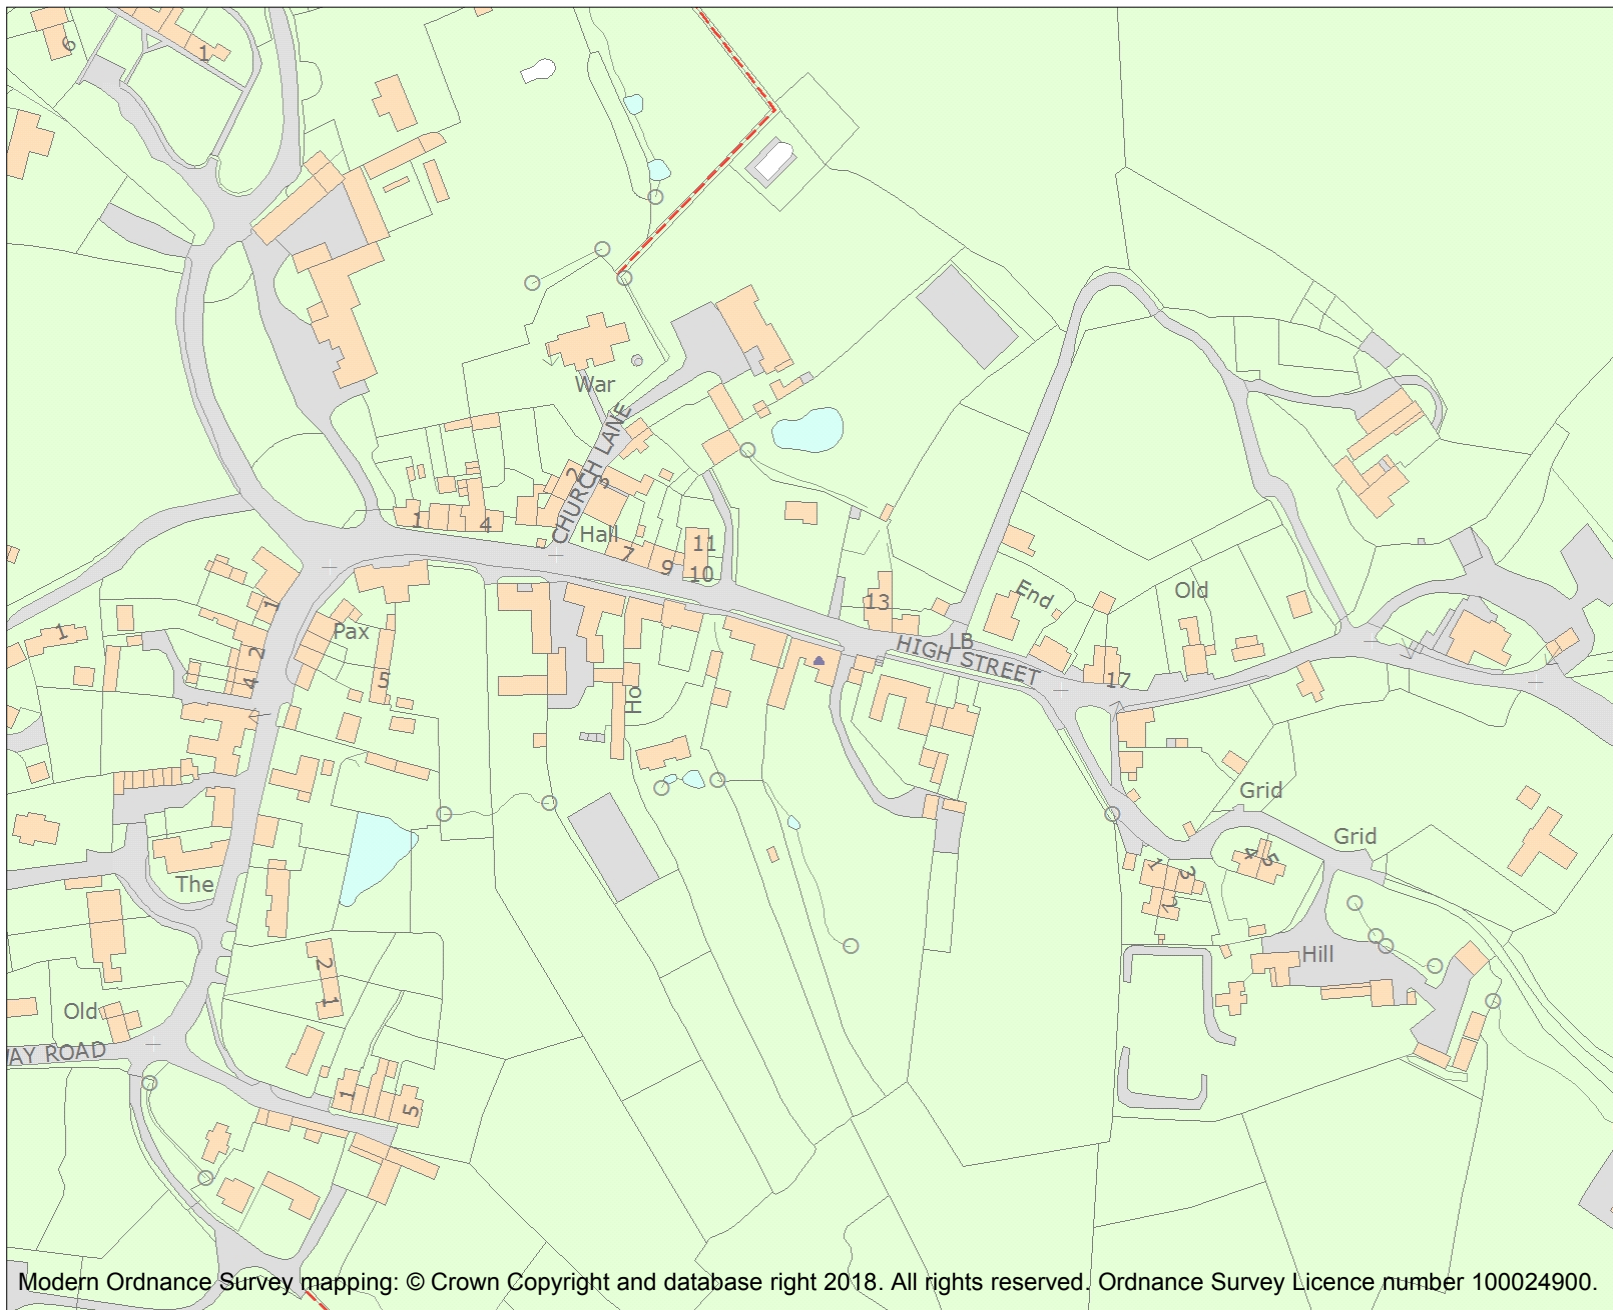 6
1
War
CHURCH LANE
2
3
1
4
Hall
7
9
11
10
1
Pax
1
2
4
5
Ho
13
End
Old
LB
HIGH STREET
17
Grid
Grid
The
1
3
2
4
5
Hill
2
1
Old
WAY ROAD
1
5
Modern Ordnance Survey mapping: © Crown Copyright and database right 2018. All rights reserved. Ordnance Survey Licence number 100024900.